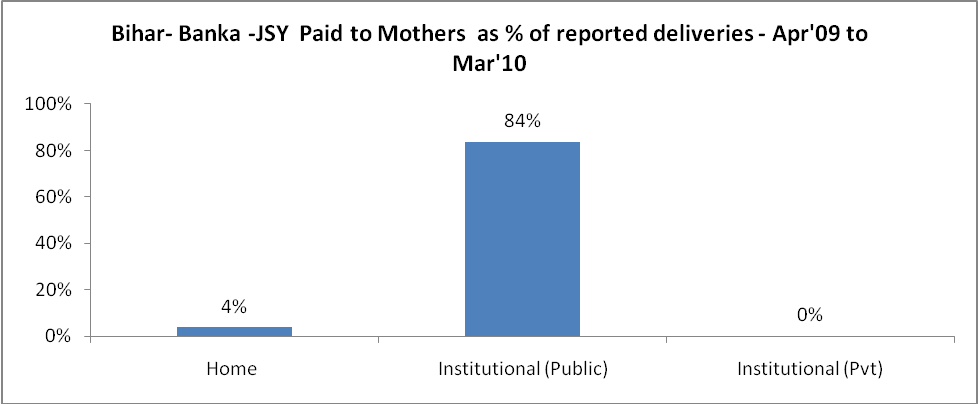 Bihar- Banka -JSY  Paid to Mothers  as % of reported deliveries - Apr'09 to
Mar'10
100%
80%
60%
40%
20%
0%
84%
4%
0%
Home
Institutional (Public)
Institutional (Pvt)